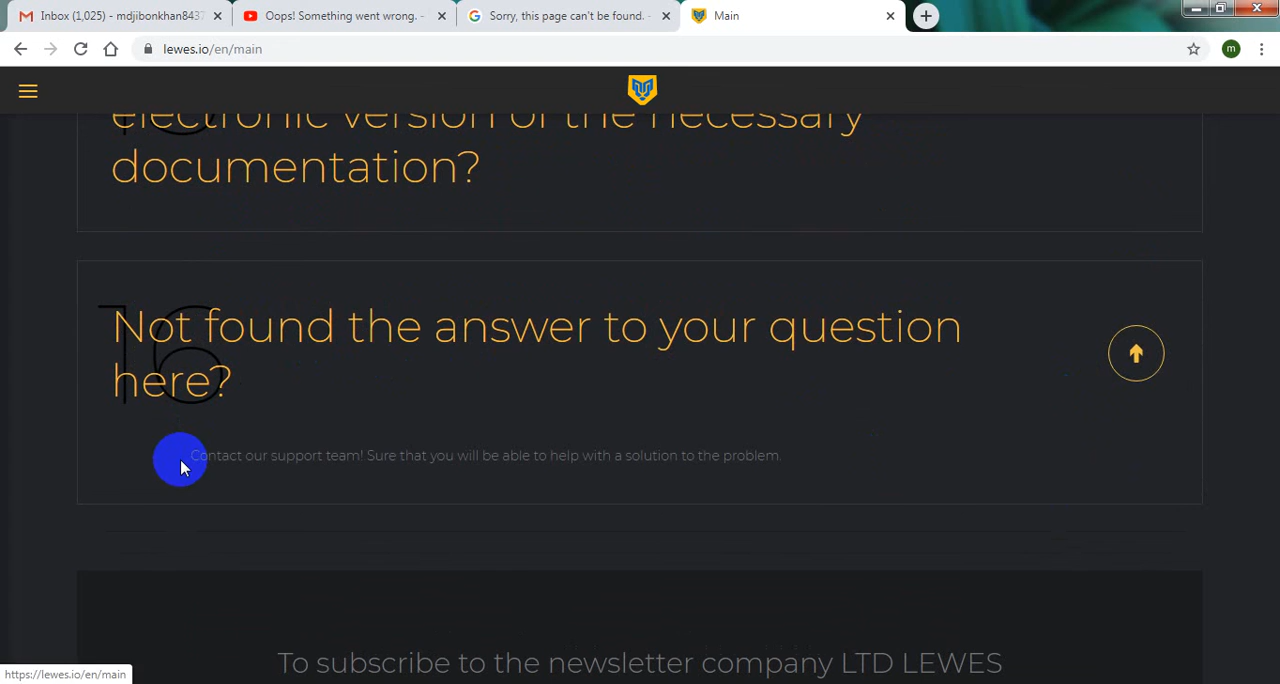 Inbox (1,025) - mdjibonkhan8437
Oops! Something went wrong. -
Sorry, this page can't be found. -
Main
lewes.io/en/main
m
electronic version of the necessary
documentation?
16
Not found the answer to your question
here?
Contact our support team! Sure that you will be able to help with a solution to the problem.
To subscribe to the newsletter company LTD LEWES
https://lewes.io/en/main